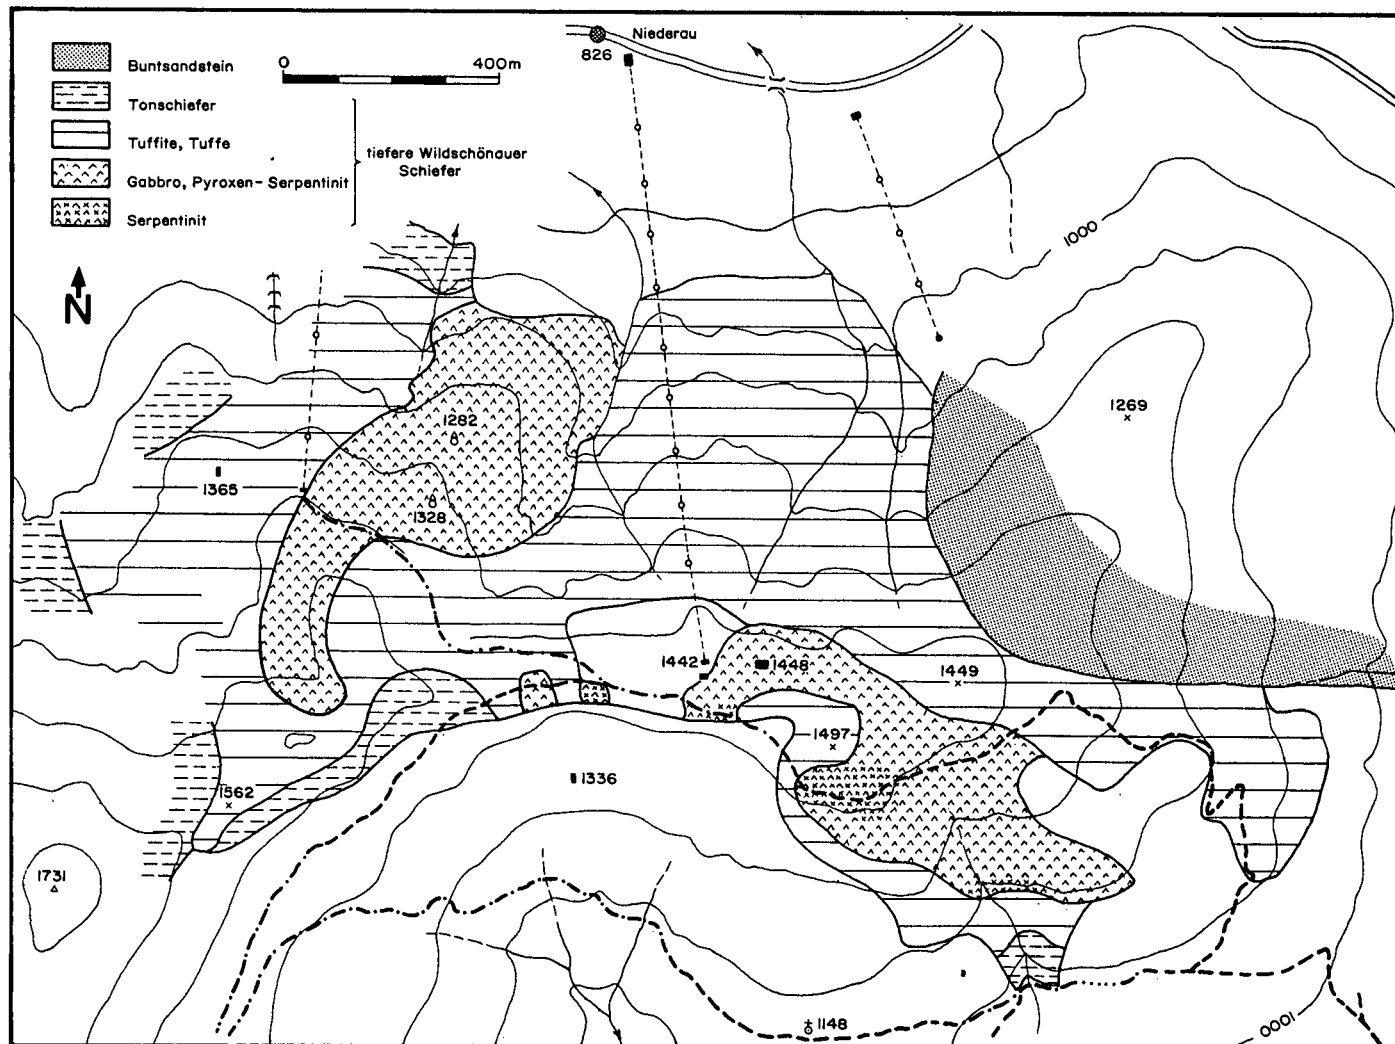 Niederau
826
0 400m
Buntsandstein
Tonschiefer
Tuffite, Tuffe
Gabbro, Pyroxen-Serpentinit
Serpentinit
tiefere Wildschönauer
Schiefer
N
1000
1269
1282
1328
1365
1442
1448
1449
1497
1336
1562
1731
1148
1000